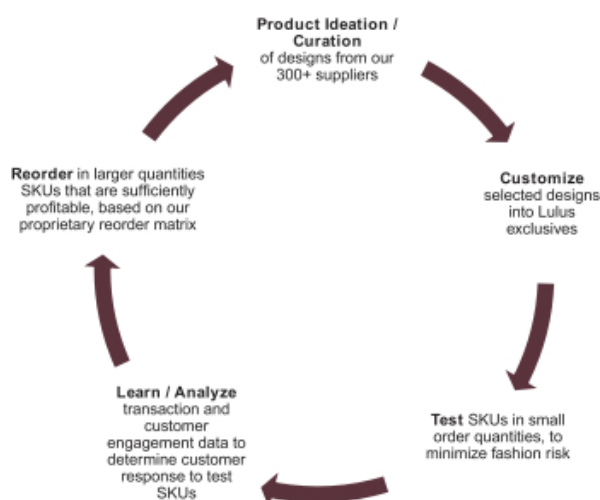 Product Ideation /
Curation
of designs from our
300+ suppliers
Customize
selected designs
into Lulus
exclusives
Test SKUs in small
order quantities, to
minimize fashion risk
Learn / Analyze
transaction and
customer
engagement data to
determine customer
response to test
SKUs
Reorder in larger quantities
SKUs that are sufficiently
profitable, based on our
proprietary reorder matrix